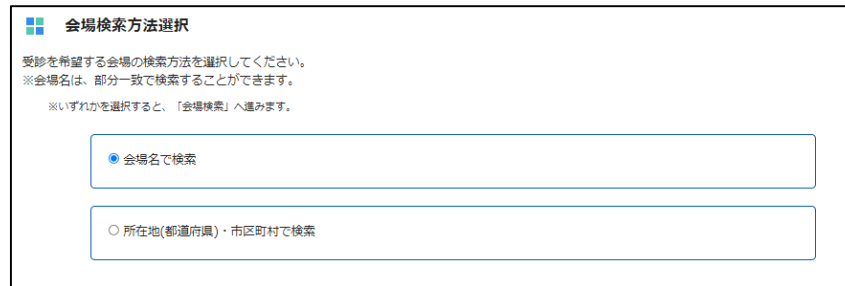 会場検索方法選択
受診を希望する会場の検索方法を選択してください。
※会場名は、部分一致で検索することができます。
※いずれかを選択すると、「会場検索」へ進みます。
会場名で検索
所在地(都道府県)・市区町村で検索